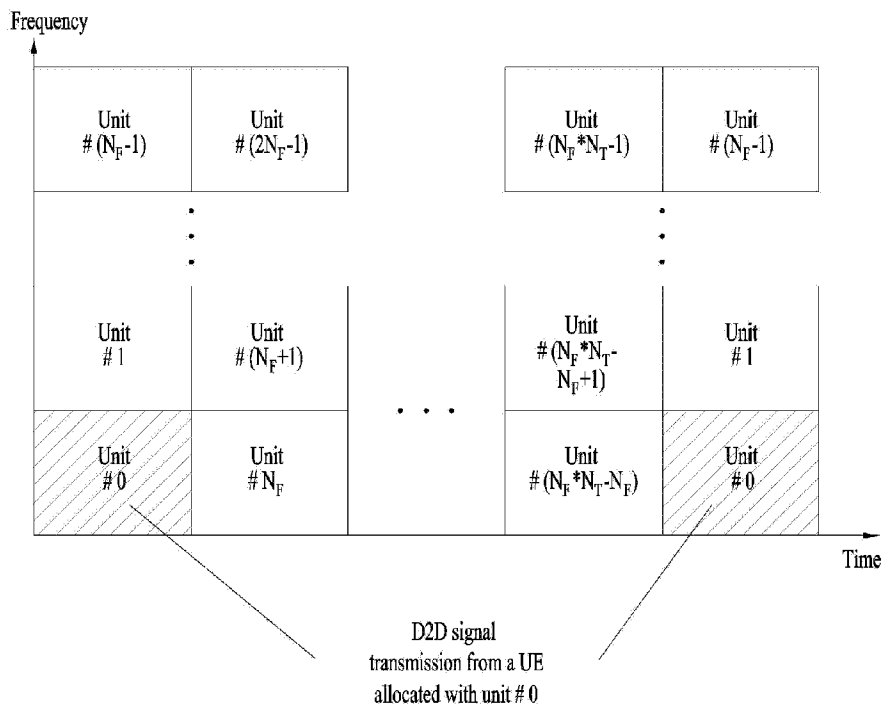 Frequency
Unit
# (N_F-1)
Unit
# (2N_F-1)
Unit
# (N_F*N_T-1)
Unit
# (N_F-1)
Unit
# 1
Unit
# (N_F+1)
Unit
# (N_F*N_T-
N_F+1)
Unit
# 1
Unit
# 0
Unit
# N_F
Unit
# (N_F*N_T-N_F)
Unit
# 0
Time
D2D signal
transmission from a UE
allocated with unit # 0